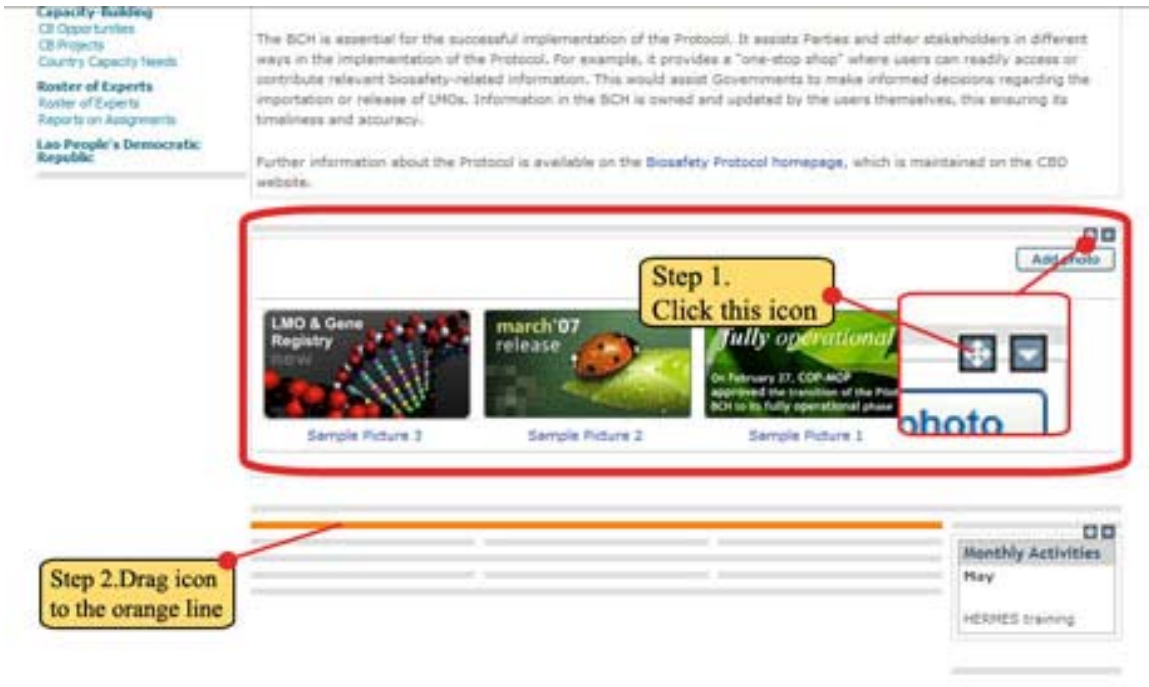 Capacity-Building
CB Opportunities
CB Projects
Country Capacity Needs
Roster of Experts
Roster of Experts
Reports on Assignments
Lao People's Democratic
Republic
The BCH is essential for the successful implementation of the Protocol. It assists Parties and other stakeholders in different
ways in the implementation of the Protocol. For example, it provides a "one-stop shop" where users can readily access or
contribute relevant biosafety-related information. This would assist Governments to make informed decisions regarding the
importation or release of LMOs. Information in the BCH is owned and updated by the users themselves, this ensuring its
timeliness and accuracy.
Further information about the Protocol is available on the Biosafety Protocol homepage, which is maintained on the CBD
website.
Add photo
Step 1.
Click this icon
LMO & Gene
Registry
new
march'07
release
fully operational
On February 27, COP-MOP
approved the transition of the Pilot
BCH to its fully operational phase
photo
Sample Picture 3
Sample Picture 2
Sample Picture 1
Step 2.Drag icon
to the orange line
Monthly Activities
May
HERMES training